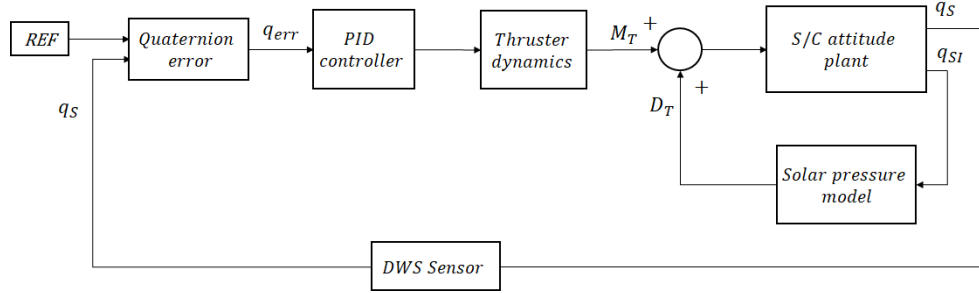 REF
Quaternion
error
q_err
PID
controller
Thruster
dynamics
M_T
+
+
D_T
S/C attitude
plant
q_S
q_SI
Solar pressure
model
q_S
DWS Sensor